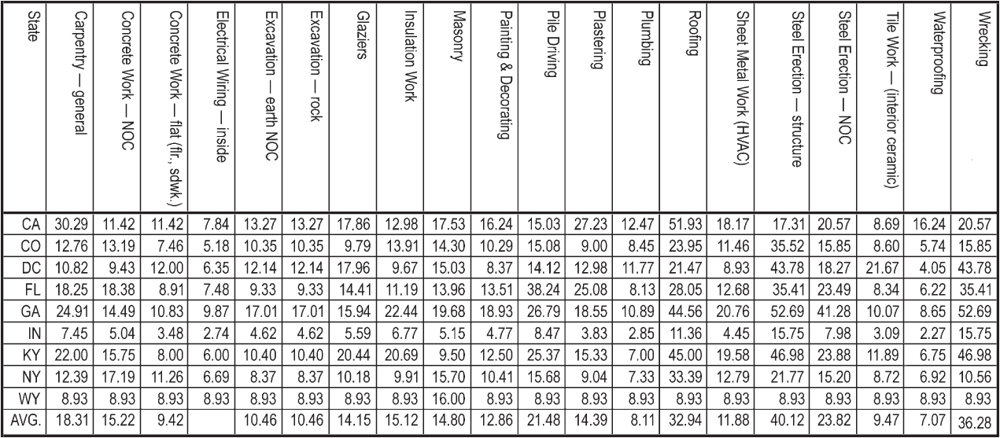 State Carpentry — general Concrete Work — NOC Concrete Work — flat (flr., sdwk.) Electrical Wiring — inside Excavation — earth NOC Excavation — rock Glaziers Insulation Work Masonry Painting & Decorating Pile Driving Plastering Plumbing Roofing Sheet Metal Work (HVAC) Steel Erection — structure Steel Erection — NOC Tile Work — (interior ceramic) Waterproofing Wrecking
CA 30.29 11.42 11.42 7.84 13.27 13.27 17.86 12.98 17.53 16.24 15.03 27.23 12.47 51.93 18.17 17.31 20.57 8.69 16.24 20.57
CO 12.76 13.19 7.46 5.18 10.35 10.35 9.79 13.91 14.30 10.29 15.08 9.00 8.45 23.95 11.46 35.52 15.85 8.60 5.74 15.85
DC 10.82 9.43 12.00 6.35 12.14 12.14 17.96 9.67 15.03 8.37 14.12 12.98 11.77 21.47 8.93 43.78 18.27 21.67 4.05 43.78
FL 18.25 18.38 8.91 7.48 9.33 9.33 14.41 11.19 13.96 13.51 38.24 25.08 8.13 28.05 12.68 35.41 23.49 8.34 6.22 35.41
GA 24.91 14.49 10.83 9.87 17.01 17.01 15.94 22.44 19.68 18.93 26.79 18.55 10.89 44.56 20.76 52.69 41.28 10.07 8.65 52.69
IN 7.45 5.04 3.48 2.74 4.62 4.62 5.59 6.77 5.15 4.77 8.47 3.83 2.85 11.36 4.45 15.75 7.98 3.09 2.27 15.75
KY 22.00 15.75 8.00 6.00 10.40 10.40 20.44 20.69 9.50 12.50 25.37 15.33 7.00 45.00 19.58 46.98 23.88 11.89 6.75 46.98
NY 12.39 17.19 11.26 6.69 8.37 8.37 10.18 9.91 15.70 10.41 15.68 9.04 7.33 33.39 12.79 21.77 15.20 8.72 6.92 10.56
WY 8.93 8.93 8.93 8.93 8.93 8.93 8.93 8.93 16.00 8.93 8.93 8.93 8.93 8.93 8.93 8.93 8.93 8.93 8.93 8.93
AVG. 18.31 15.22 9.42 10.46 10.46 14.15 15.12 14.80 12.86 21.48 14.39 8.11 32.94 11.88 40.12 23.82 9.47 7.07 36.28